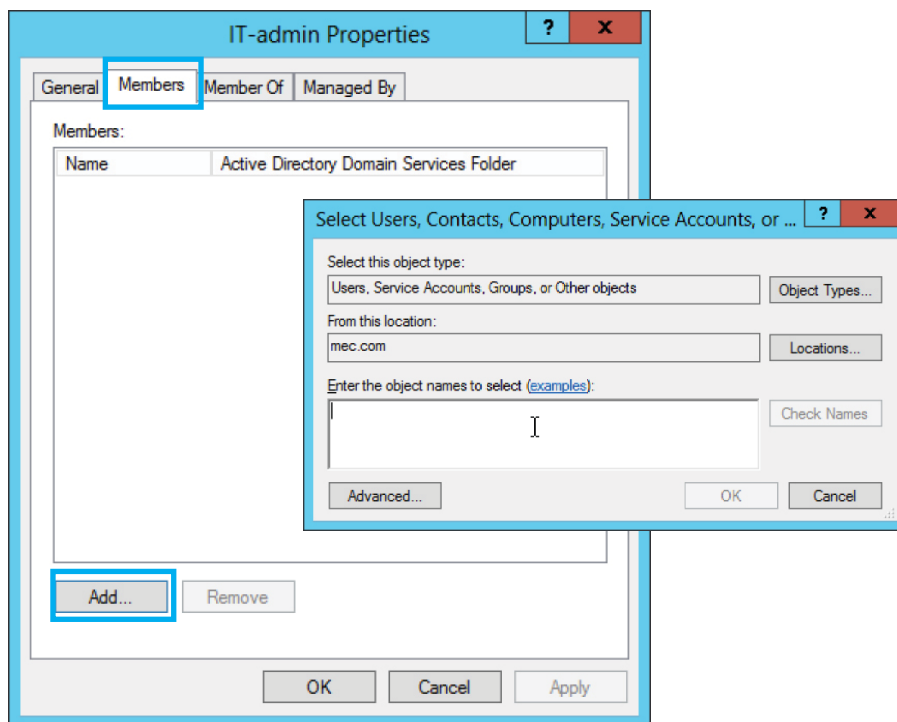 IT-admin Properties
? x
General Members Member Of Managed By
Members:
Name Active Directory Domain Services Folder
Select Users, Contacts, Computers, Service Accounts, or ...
? x
Select this object type:
Users, Service Accounts, Groups, or Other objects
Object Types...
From this location:
mec.com
Locations...
Enter the object names to select (examples):
Check Names
Advanced...
OK
Cancel
Add...
Remove
OK
Cancel
Apply